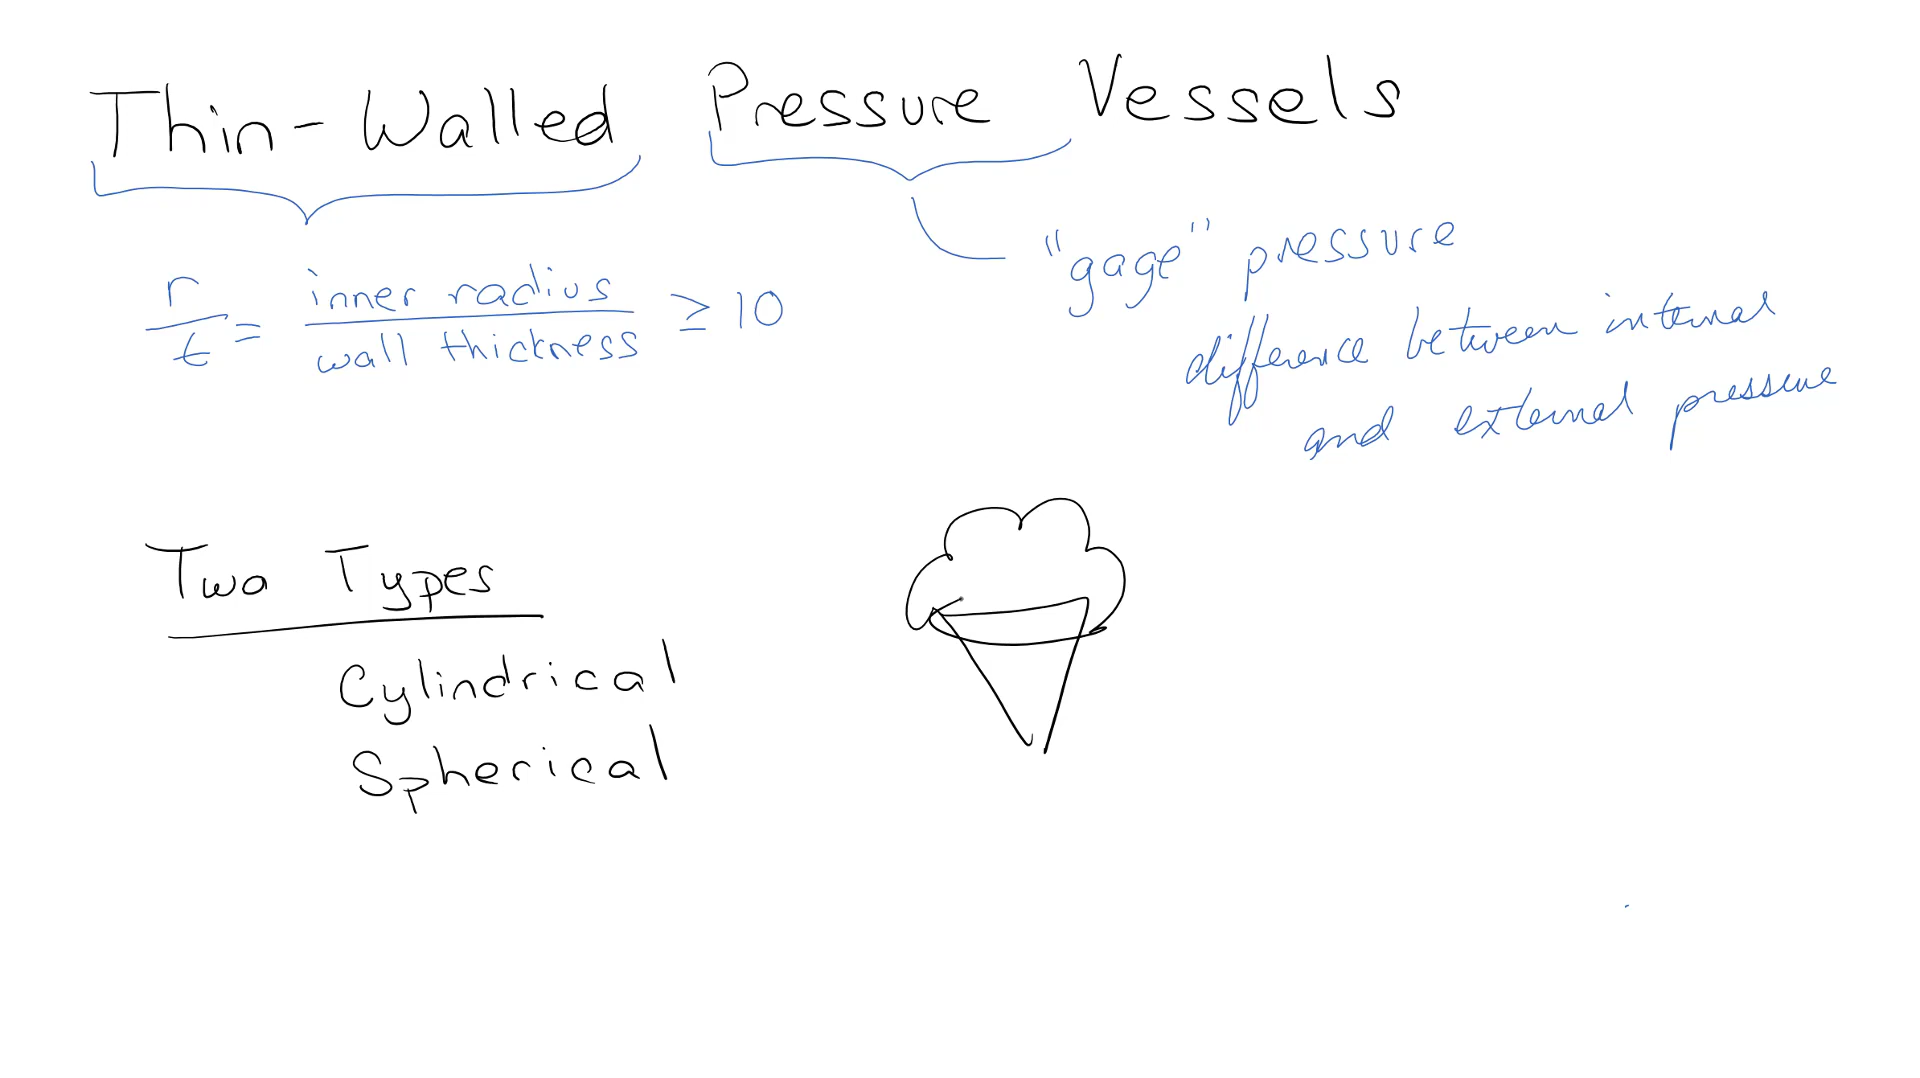 Thin-Walled Pressure Vessels
r/t = inner radius / wall thickness ≥ 10
"gage" pressure
difference between internal
and external pressure
Two Types
Cylindrical
Spherical